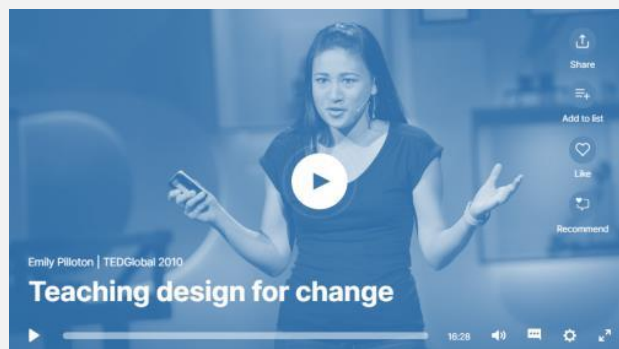 Share
Add to list
Like
Recommend
Emily Pilloton | TEDGlobal 2010
Teaching design for change
16:28